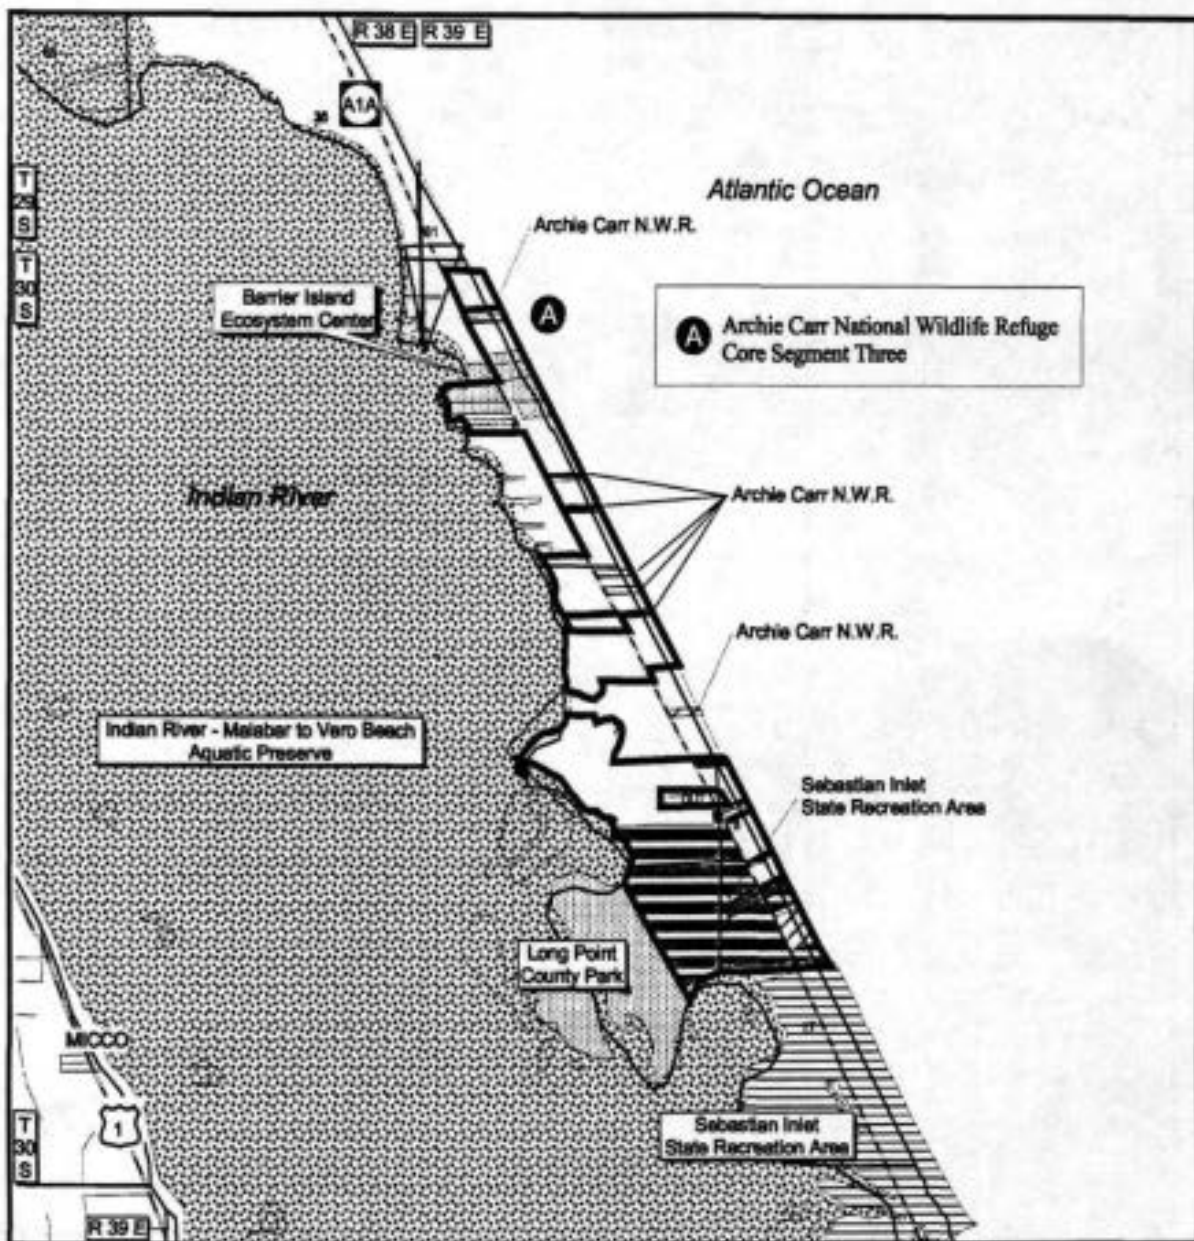 R 38 E
R 39 E
A1A
36
Atlantic Ocean
T
29
S
Archie Carr N.W.R.
T
30
S
Barrier Island
Ecosystem Center
A
A
Archie Carr National Wildlife Refuge
Core Segment Three
Indian River
Archie Carr N.W.R.
Archie Carr N.W.R.
Indian River - Malabar to Vero Beach
Aquatic Preserve
Sebastian Inlet
State Recreation Area
Long Point
County Park
MICCO
1
T
30
S
Sebastian Inlet
State Recreation Area
R 39 E